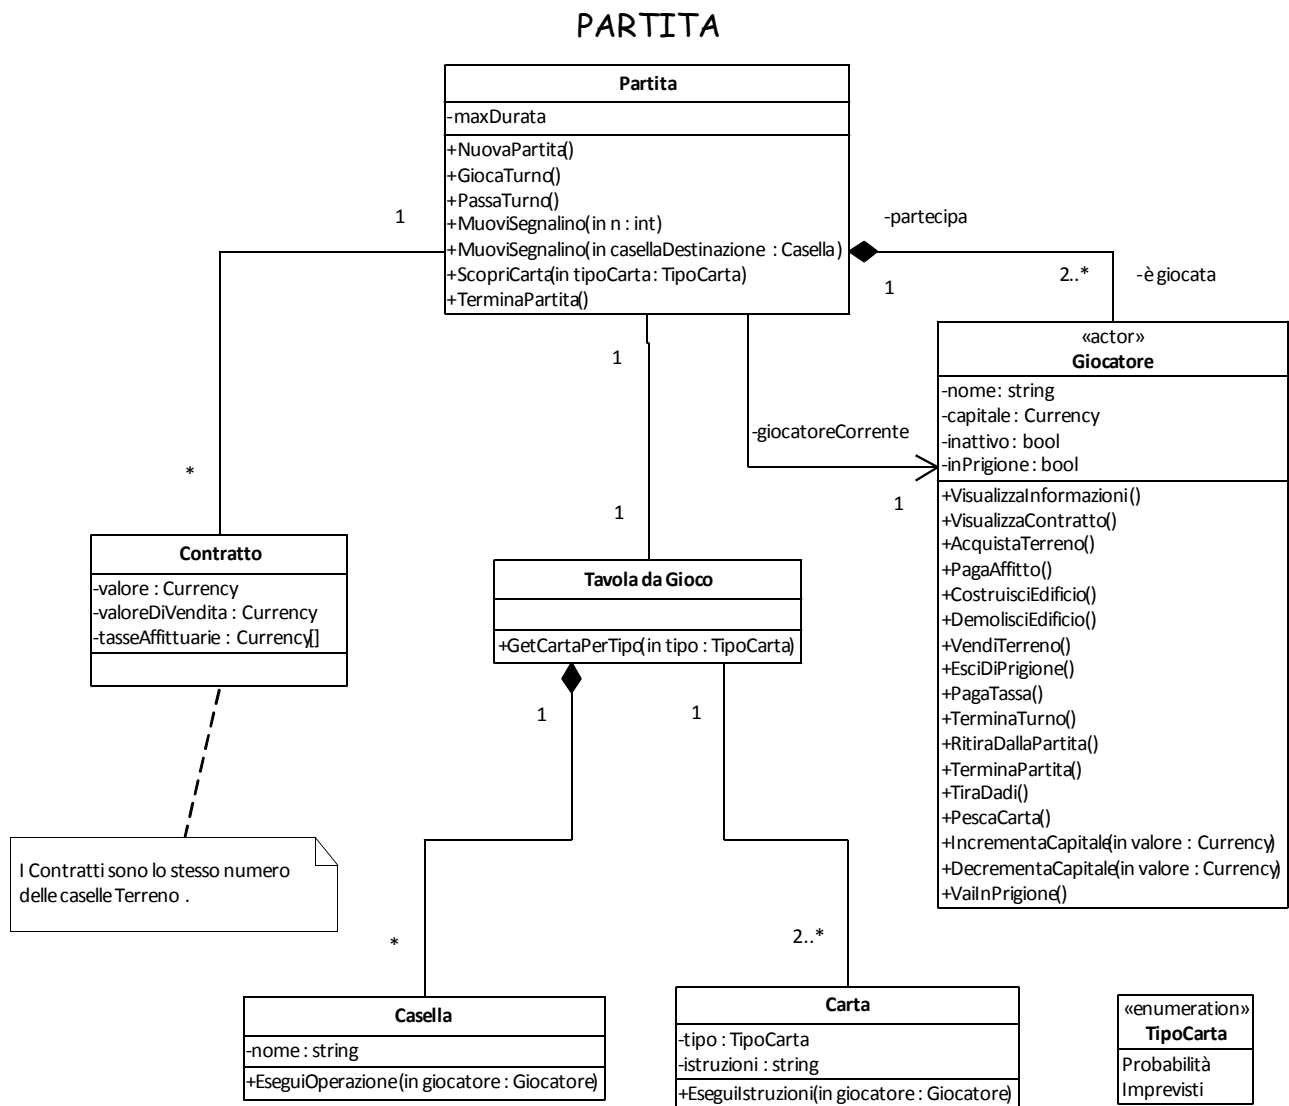 PARTITA
Partita
-maxDurata
+NuovaPartita()
+GiocaTurno()
+PassaTurno()
+MuoviSegnalino(in n : int)
+MuoviSegnalino(in casellaDestinazione : Casella)
+ScopriCarta(in tipoCarta : TipoCarta)
+TerminaPartita()
1
-partecipa
1
2..*
-è giocata
1
-giocatoreCorrente
1
*
1
«actor»
Giocatore
-nome : string
-capitale : Currency
-inattivo : bool
-inPrigione : bool
+VisualizzaInformazioni()
+VisualizzaContratto()
+AcquistaTerreno()
+PagaAffitto()
+CostruisciEdificio()
+DemolisciEdificio()
+VendiTerreno()
+EsciDiPrigione()
+PagaTassa()
+TerminaTurno()
+RitiraDallaPartita()
+TerminaPartita()
+TiraDadi()
+PescaCarta()
+IncrementaCapitale(in valore : Currency)
+DecrementaCapitale(in valore : Currency)
+VaiInPrigione()
Contratto
-valore : Currency
-valoreDiVendita : Currency
-tasseAffittuarie : Currency[]
Tavola da Gioco
+GetCartaPerTipo(in tipo : TipoCarta)
1
1
I Contratti sono lo stesso numero
delle caselle Terreno .
*
2..*
Casella
-nome : string
+EseguiOperazione(in giocatore : Giocatore)
Carta
-tipo : TipoCarta
-istruzioni : string
+EseguiIstruzioni(in giocatore : Giocatore)
«enumeration»
TipoCarta
Probabilità
Imprevisti